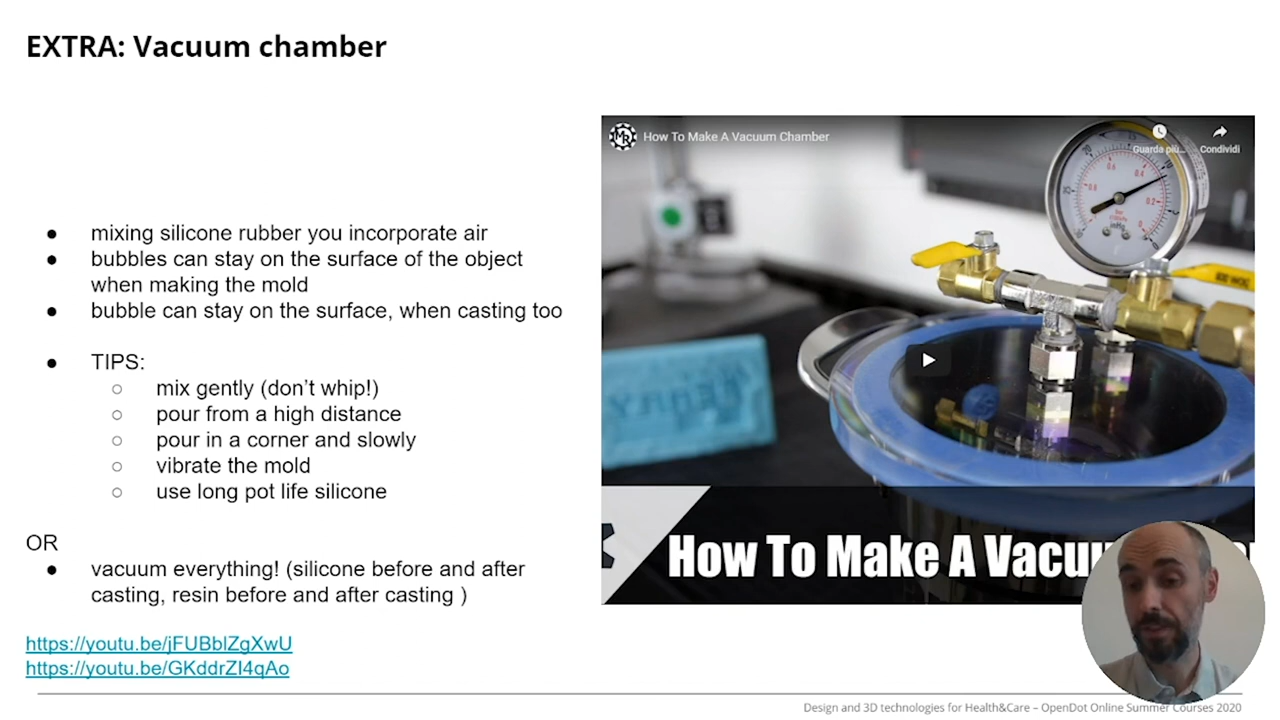 EXTRA: Vacuum chamber
mixing silicone rubber you incorporate air
bubbles can stay on the surface of the object
when making the mold
bubble can stay on the surface, when casting too
TIPS:
mix gently (don't whip!)
pour from a high distance
pour in a corner and slowly
vibrate the mold
use long pot life silicone
OR
vacuum everything! (silicone before and after
casting, resin before and after casting )
https://youtu.be/jFUBblZgXwU
https://youtu.be/GKddrZI4qAo
MR
How To Make A Vacuum Chamber
Guarda più...
Condividi
bar
inHg
How To Make A Vacuu
Design and 3D technologies for Health&Care – OpenDot Online Summer Courses 2020